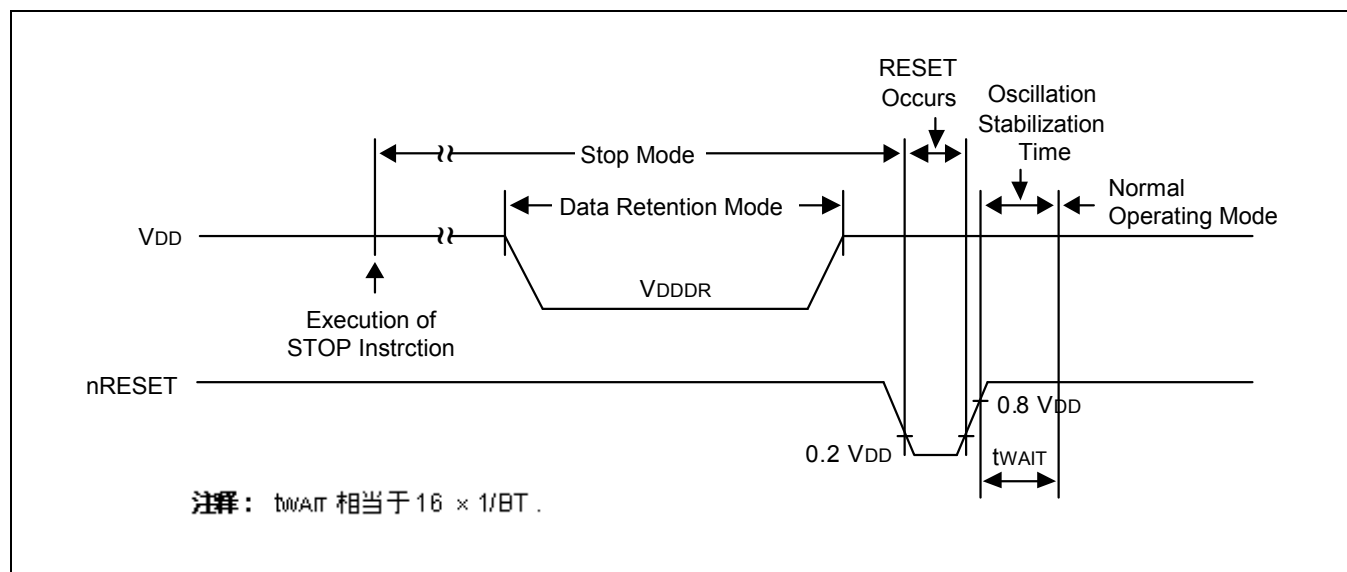 RESET
Occurs
Oscillation
Stabilization
Time
Stop Mode
Normal
Operating Mode
Data Retention Mode
VDD
VDDDR
Execution of
STOP Instrction
nRESET
0.8 VDD
0.2 VDD
tWAIT
注释： tWAIT 相当于 16 × 1/BT .